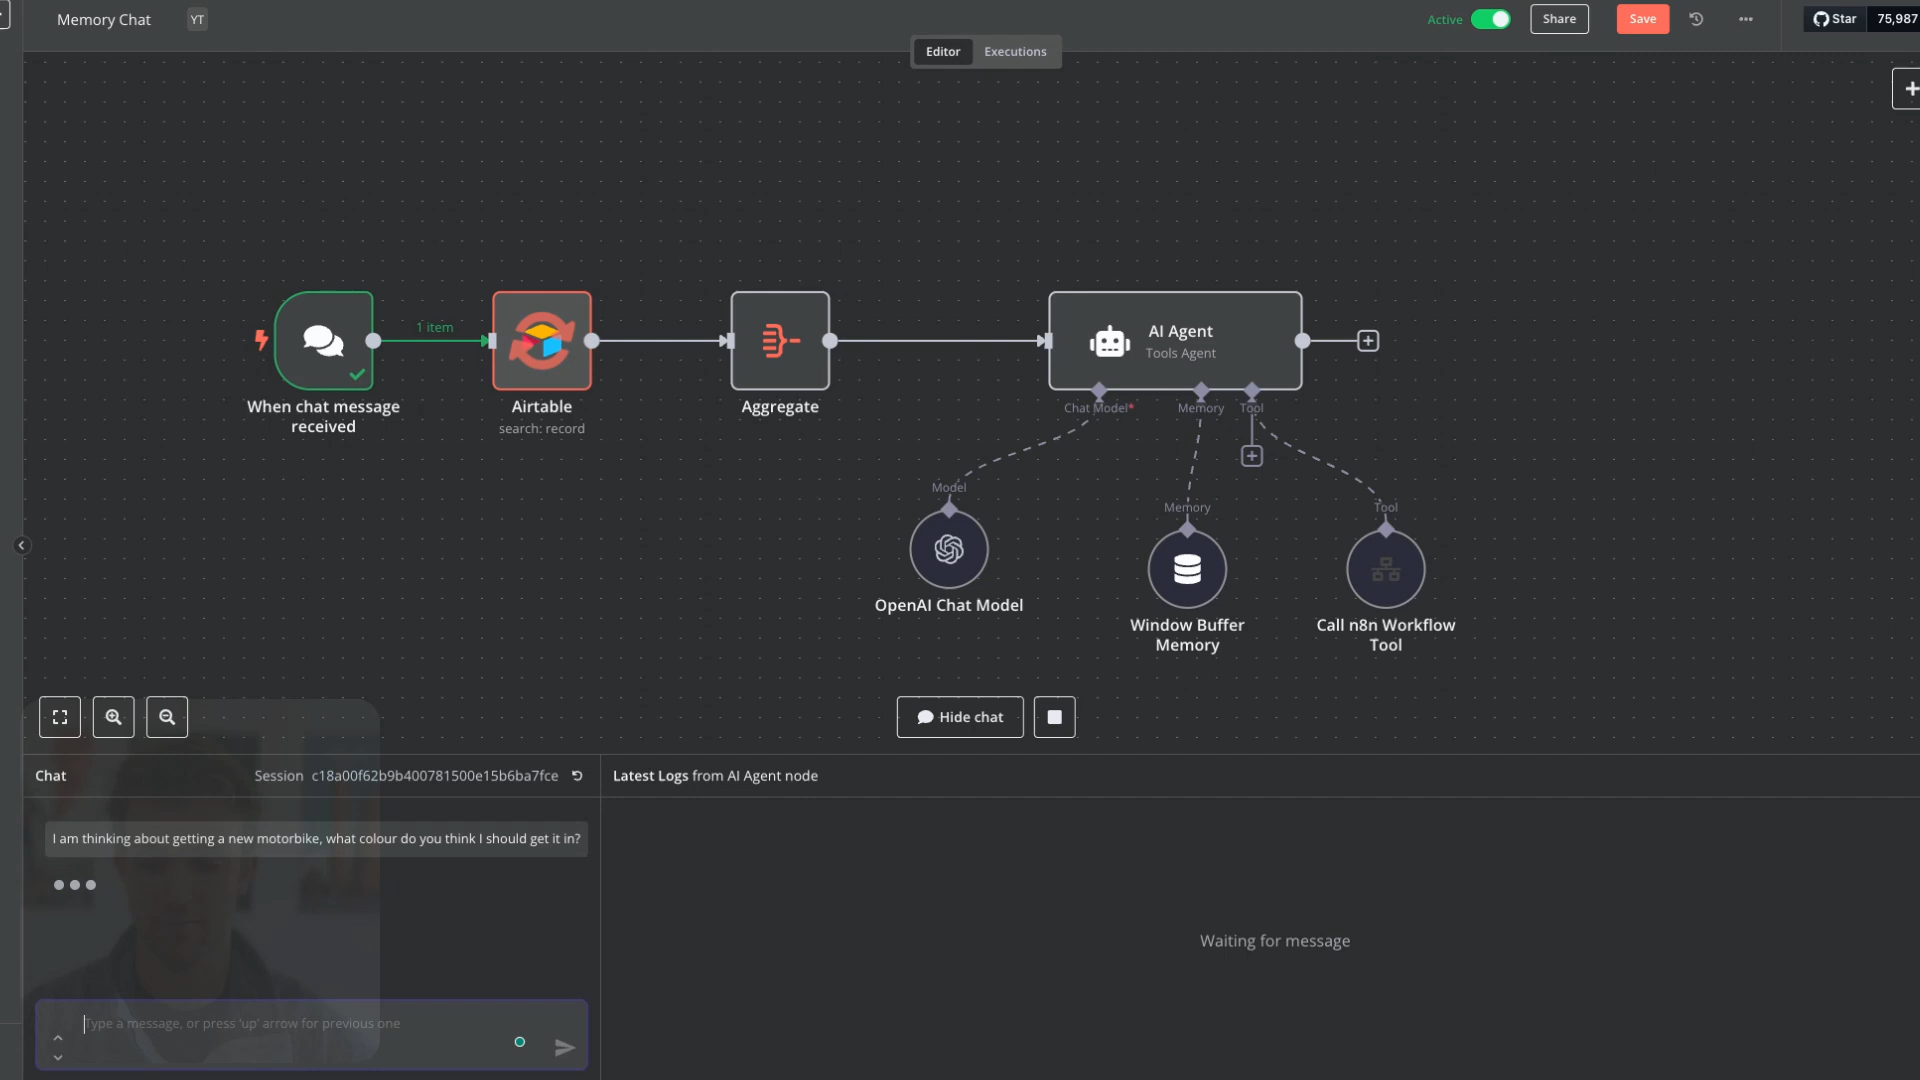 Memory Chat
YT
Active
Share
Save
Star
75,987
Editor
Executions
1 item
When chat message
received
Airtable
search: record
Aggregate
AI Agent
Tools Agent
Chat Model*
Memory
Tool
Model
Memory
Tool
OpenAI Chat Model
Window Buffer
Memory
Call n8n Workflow
Tool
Hide chat
Chat
Session c18a00f62b9b400781500e15b6ba7fce
Latest Logs from AI Agent node
I am thinking about getting a new motorbike, what colour do you think I should get it in?
Waiting for message
Type a message, or press 'up' arrow for previous one